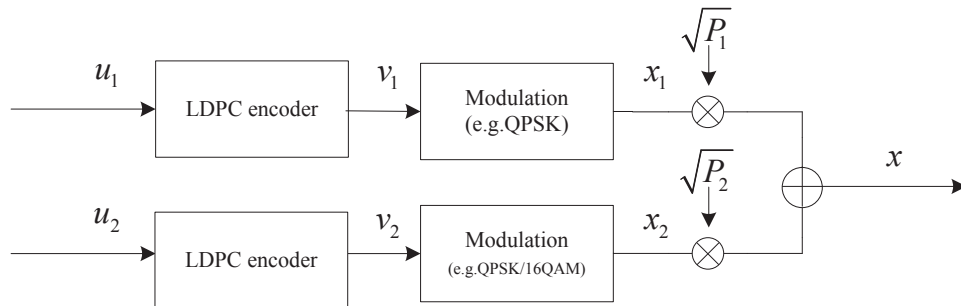 u₁
LDPC encoder
v₁
Modulation
(e.g.QPSK)
x₁
√P₁
x
u₂
LDPC encoder
v₂
Modulation
(e.g.QPSK/16QAM)
x₂
√P₂